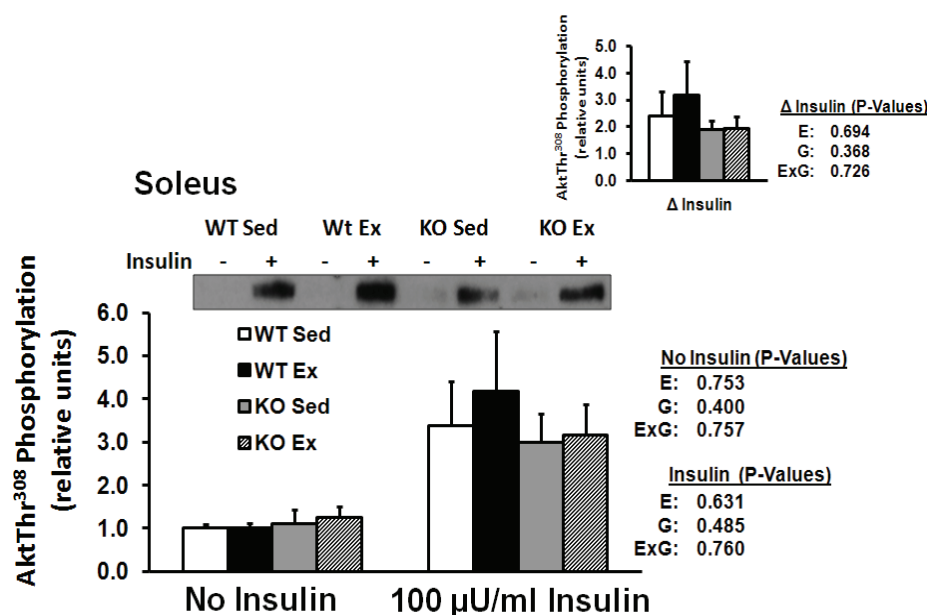 AktThr³⁰⁸ Phosphorylation
(relative units)
5.0
4.0
3.0
2.0
1.0
0.0
Δ Insulin
Δ Insulin (P-Values)
E: 0.694
G: 0.368
ExG: 0.726
Soleus
WT Sed Wt Ex KO Sed KO Ex
Insulin - + - + - + - +
AktThr³⁰⁸ Phosphorylation
(relative units)
6.0
5.0
4.0
3.0
2.0
1.0
0.0
WT Sed
WT Ex
KO Sed
KO Ex
No Insulin 100 µU/ml Insulin
No Insulin (P-Values)
E: 0.753
G: 0.400
ExG: 0.757
Insulin (P-Values)
E: 0.631
G: 0.485
ExG: 0.760